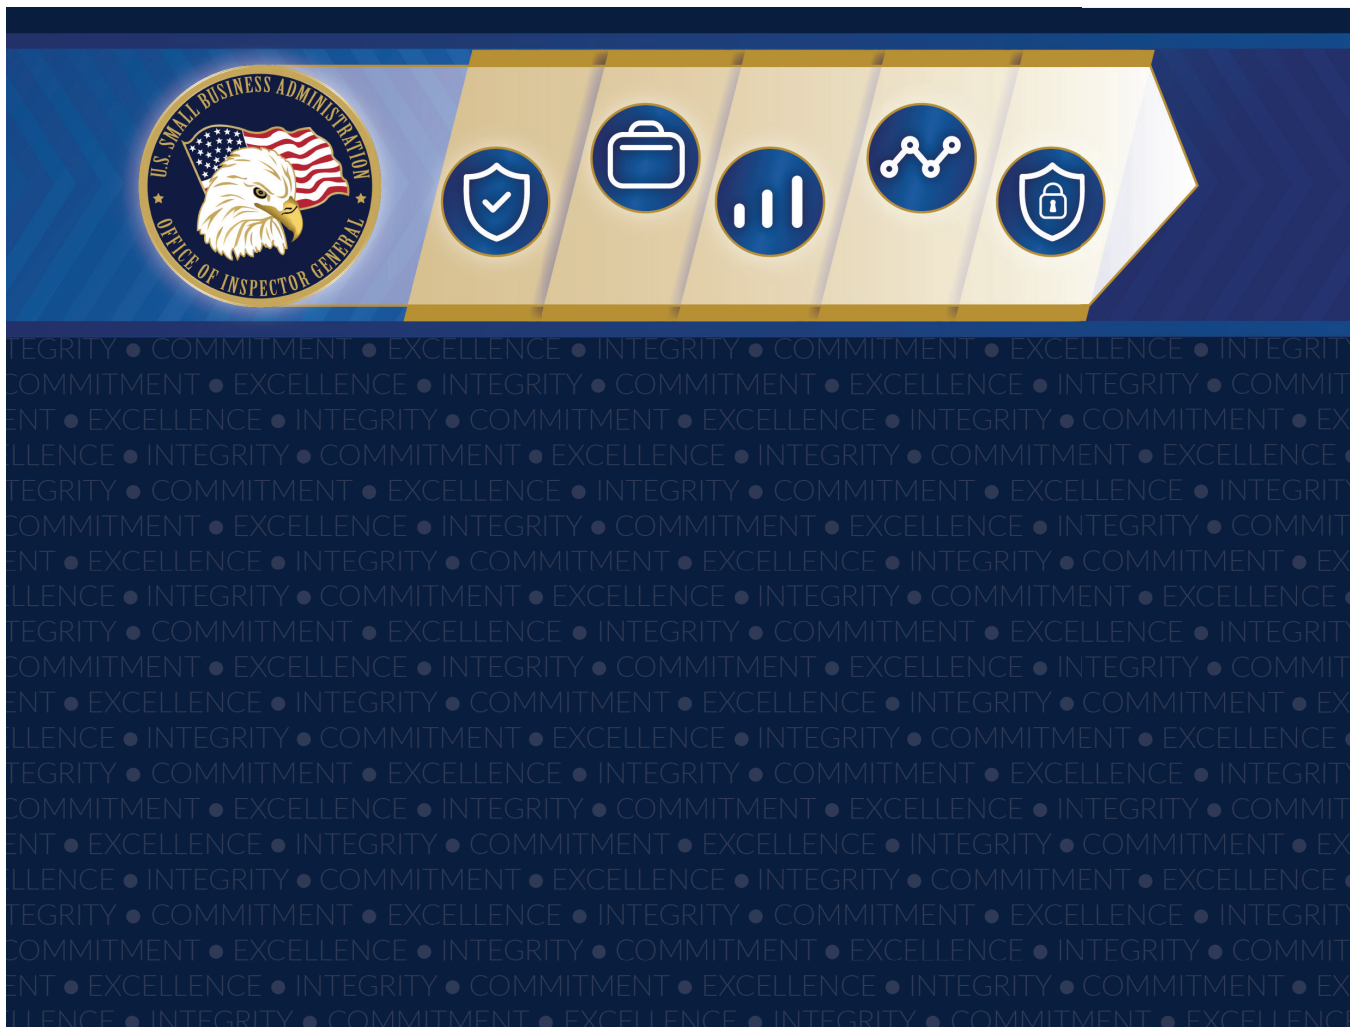 U.S. SMALL BUSINESS ADMINISTRATION
OFFICE OF INSPECTOR GENERAL
TEGRITY ● COMMITMENT ● EXCELLENCE ● INTEGRITY ● COMMITMENT ● EXCELLENCE ● INTEGRITY
COMMITMENT ● EXCELLENCE ● INTEGRITY ● COMMITMENT ● EXCELLENCE ● INTEGRITY ● COMMIT
ENT ● EXCELLENCE ● INTEGRITY ● COMMITMENT ● EXCELLENCE ● INTEGRITY ● COMMITMENT ● EX
LLENCE ● INTEGRITY ● COMMITMENT ● EXCELLENCE ● INTEGRITY ● COMMITMENT ● EXCELLENCE ●
TEGRITY ● COMMITMENT ● EXCELLENCE ● INTEGRITY ● COMMITMENT ● EXCELLENCE ● INTEGRITY
COMMITMENT ● EXCELLENCE ● INTEGRITY ● COMMITMENT ● EXCELLENCE ● INTEGRITY ● COMMIT
ENT ● EXCELLENCE ● INTEGRITY ● COMMITMENT ● EXCELLENCE ● INTEGRITY ● COMMITMENT ● EX
LLENCE ● INTEGRITY ● COMMITMENT ● EXCELLENCE ● INTEGRITY ● COMMITMENT ● EXCELLENCE ●
TEGRITY ● COMMITMENT ● EXCELLENCE ● INTEGRITY ● COMMITMENT ● EXCELLENCE ● INTEGRITY
COMMITMENT ● EXCELLENCE ● INTEGRITY ● COMMITMENT ● EXCELLENCE ● INTEGRITY ● COMMIT
ENT ● EXCELLENCE ● INTEGRITY ● COMMITMENT ● EXCELLENCE ● INTEGRITY ● COMMITMENT ● EX
LLENCE ● INTEGRITY ● COMMITMENT ● EXCELLENCE ● INTEGRITY ● COMMITMENT ● EXCELLENCE ●
TEGRITY ● COMMITMENT ● EXCELLENCE ● INTEGRITY ● COMMITMENT ● EXCELLENCE ● INTEGRITY
COMMITMENT ● EXCELLENCE ● INTEGRITY ● COMMITMENT ● EXCELLENCE ● INTEGRITY ● COMMIT
ENT ● EXCELLENCE ● INTEGRITY ● COMMITMENT ● EXCELLENCE ● INTEGRITY ● COMMITMENT ● EX
LLENCE ● INTEGRITY ● COMMITMENT ● EXCELLENCE ● INTEGRITY ● COMMITMENT ● EXCELLENCE ●
TEGRITY ● COMMITMENT ● EXCELLENCE ● INTEGRITY ● COMMITMENT ● EXCELLENCE ● INTEGRITY
COMMITMENT ● EXCELLENCE ● INTEGRITY ● COMMITMENT ● EXCELLENCE ● INTEGRITY ● COMMIT
ENT ● EXCELLENCE ● INTEGRITY ● COMMITMENT ● EXCELLENCE ● INTEGRITY ● COMMITMENT ● EX
LLENCE ● INTEGRITY ● COMMITMENT ● EXCELLENCE ● INTEGRITY ● COMMITMENT ● EXCELLENCE